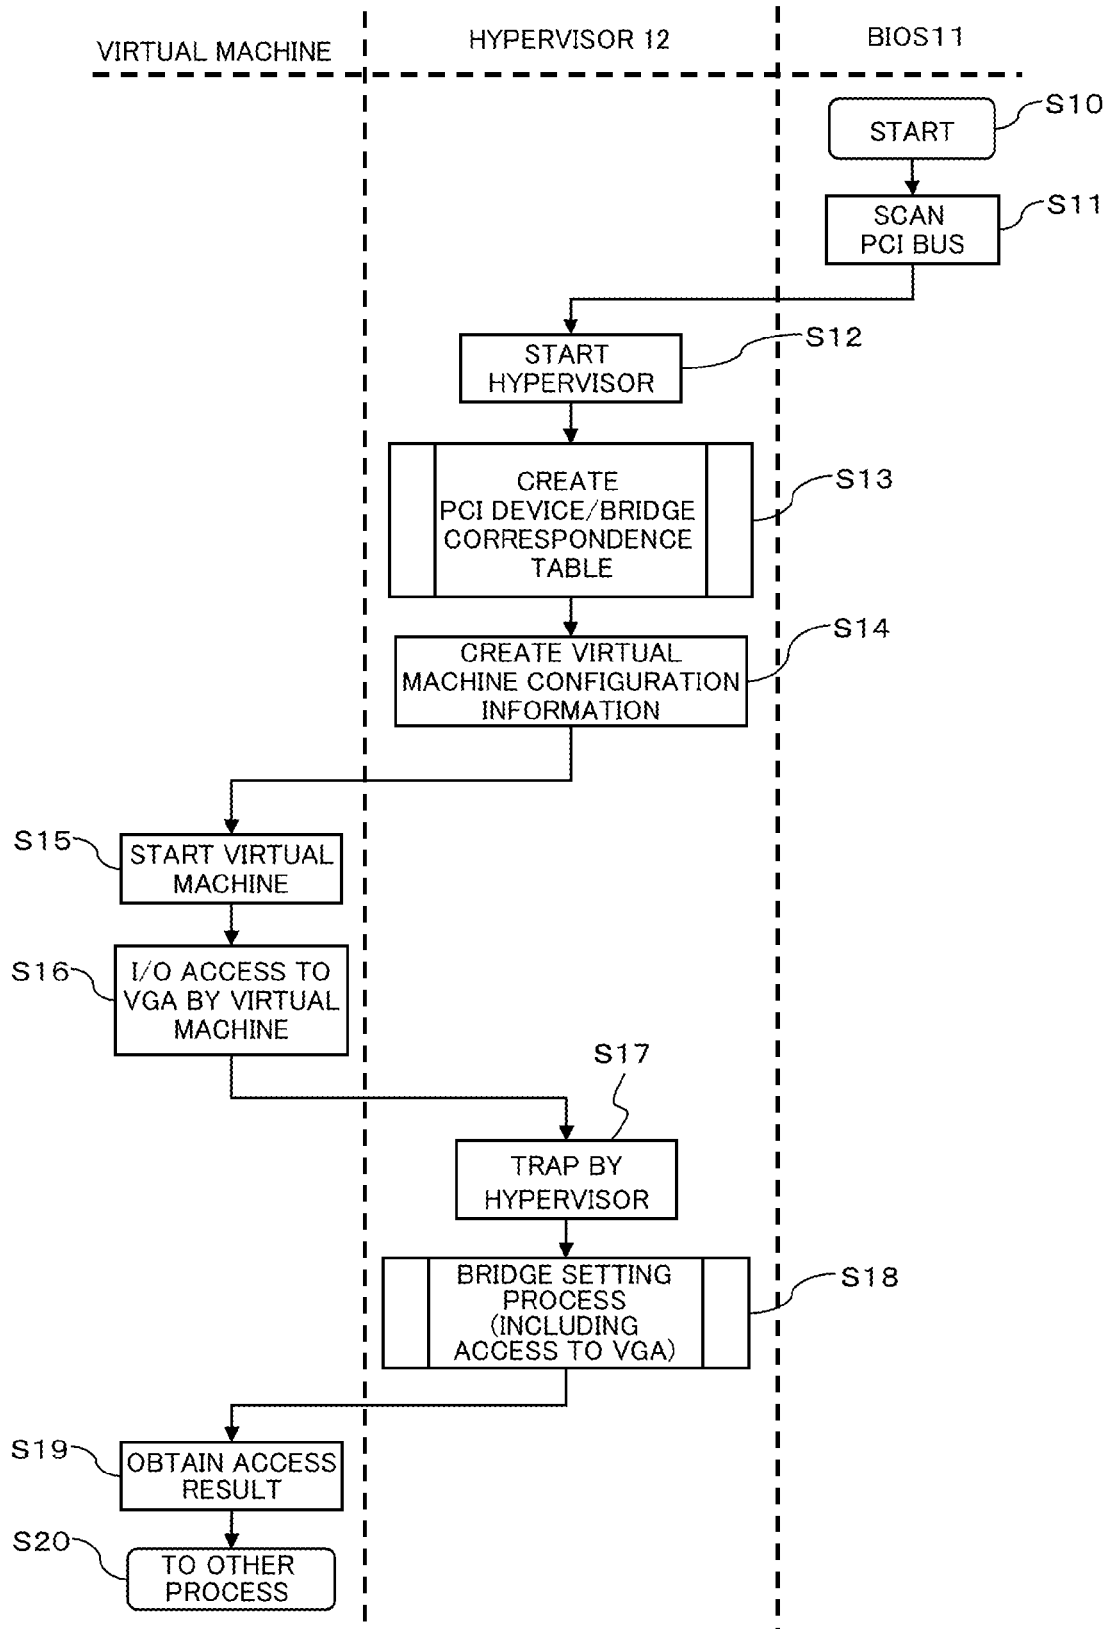 VIRTUAL MACHINE
HYPERVISOR 12
BIOS11
START
S10
SCAN
PCI BUS
S11
START
HYPERVISOR
S12
CREATE
PCI DEVICE/BRIDGE
CORRESPONDENCE
TABLE
S13
CREATE VIRTUAL
MACHINE CONFIGURATION
INFORMATION
S14
S15
START VIRTUAL
MACHINE
S16
I/O ACCESS TO
VGA BY VIRTUAL
MACHINE
S17
TRAP BY
HYPERVISOR
BRIDGE SETTING
PROCESS
(INCLUDING
ACCESS TO VGA)
S18
S19
OBTAIN ACCESS
RESULT
S20
TO OTHER
PROCESS